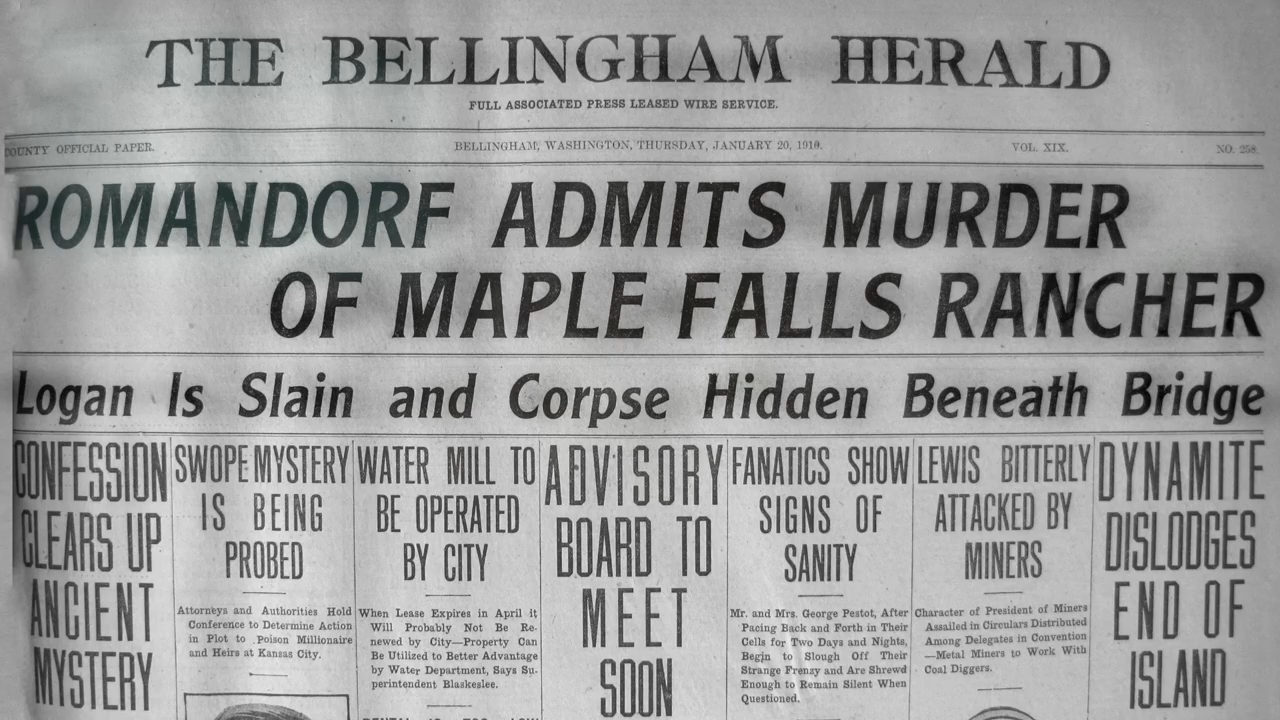 THE BELLINGHAM HERALD
FULL ASSOCIATED PRESS LEASED WIRE SERVICE.
COUNTY OFFICIAL PAPER. BELLINGHAM, WASHINGTON, THURSDAY, JANUARY 20, 1910. VOL. XIX. NO. 258.
ROMANDORF ADMITS MURDER
OF MAPLE FALLS RANCHER
Logan Is Slain and Corpse Hidden Beneath Bridge
CONFESSION
CLEARS UP
ANCIENT
MYSTERY
SWOPE MYSTERY
IS BEING
PROBED
Attorneys and Authorities Hold
Conference to Determine Action
in Plot to Poison Millionaire
and Heirs at Kansas City.
WATER MILL TO
BE OPERATED
BY CITY
When Lease Expires in April it
Will Probably Not Be Re-
newed by City—Property Can
Be Utilized to Better Advantage
by Water Department, Says Su-
perintendent Blaskeslee.
ADVISORY
BOARD TO
MEET
SOON
FANATICS SHOW
SIGNS OF
SANITY
Mr. and Mrs. George Pestot, After
Pacing Back and Forth in Their
Cells for Two Days and Nights,
Begin to Slough Off Their
Strange Frenzy and Are Shrewd
Enough to Remain Silent When
Questioned.
LEWIS BITTERLY
ATTACKED BY
MINERS
Character of President of Miners
Assailed in Circulars Distributed
Among Delegates in Convention
—Metal Miners to Work With
Coal Diggers.
DYNAMITE
DISLODGES
END OF
ISLAND